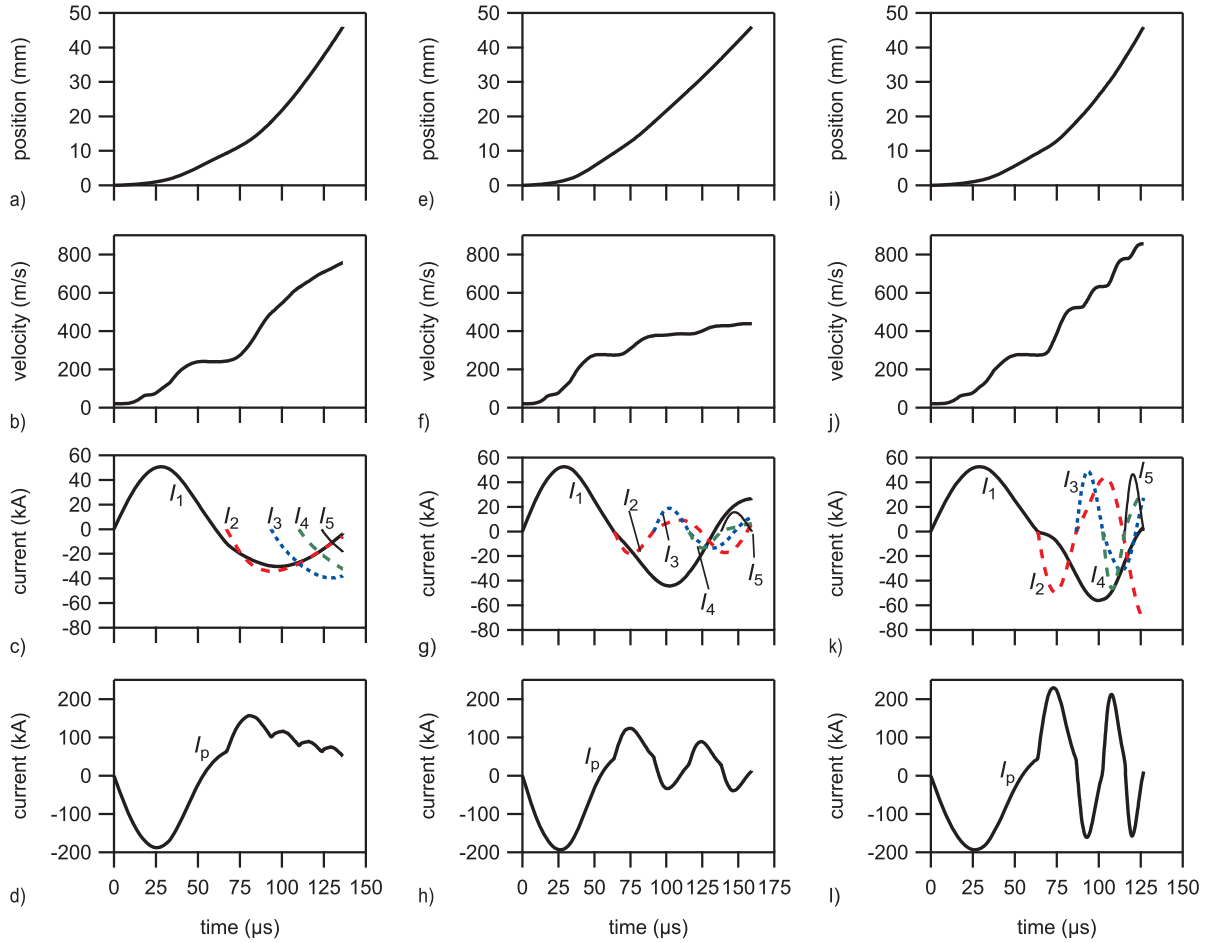 50 40 30 20 10 0
position (mm)
a)
50 40 30 20 10 0
position (mm)
e)
50 40 30 20 10 0
position (mm)
i)
800 600 400 200 0
velocity (m/s)
b)
800 600 400 200 0
velocity (m/s)
f)
800 600 400 200 0
velocity (m/s)
j)
60 40 20 0 -20 -40 -60 -80
current (kA)
I1 I2 I3 I4 I5
c)
60 40 20 0 -20 -40 -60 -80
current (kA)
I1 I2 I3 I4 I5
g)
60 40 20 0 -20 -40 -60 -80
current (kA)
I1 I2 I3 I4 I5
k)
200 100 0 -100 -200
current (kA)
Ip
d)
0 25 50 75 100 125 150
time (µs)
200 100 0 -100 -200
current (kA)
Ip
h)
0 25 50 75 100 125 150 175
time (µs)
200 100 0 -100 -200
current (kA)
Ip
l)
0 25 50 75 100 125 150
time (µs)